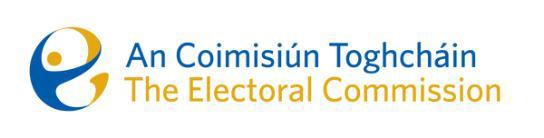 An Coimisiún Toghcháin
The Electoral Commission